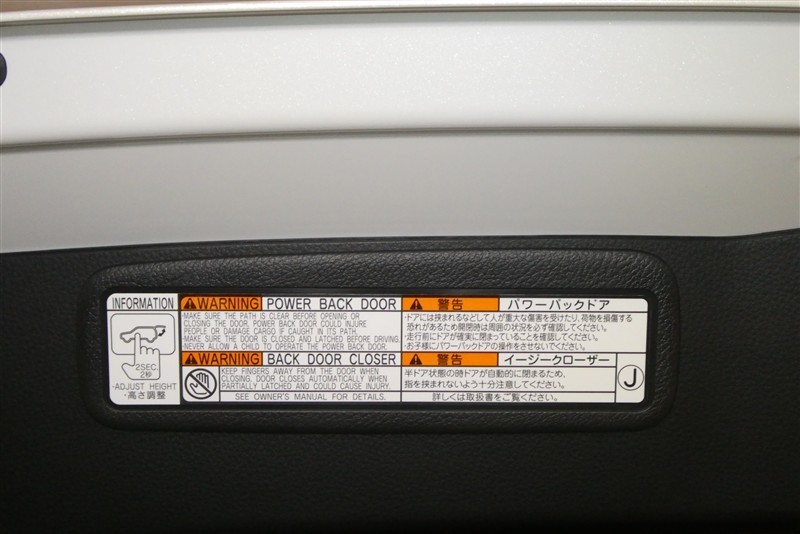 INFORMATION
2SEC.
2秒
・ADJUST HEIGHT
・高さ調整
WARNING POWER BACK DOOR
MAKE SURE THE PATH IS CLEAR BEFORE OPENING OR
CLOSING THE DOOR. POWER BACK DOOR COULD INJURE
PEOPLE OR DAMAGE CARGO IF CAUGHT IN ITS PATH.
MAKE SURE THE DOOR IS CLOSED AND LATCHED BEFORE DRIVING.
NEVER ALLOW A CHILD TO OPERATE THE POWER BACK DOOR.
WARNING BACK DOOR CLOSER
KEEP FINGERS AWAY FROM THE DOOR WHEN
CLOSING. DOOR CLOSES AUTOMATICALLY WHEN
PARTIALLY LATCHED AND COULD CAUSE INJURY.
SEE OWNER'S MANUAL FOR DETAILS.
警告 パワーバックドア
・ドアには挟まれるなどして人が重大な傷害を受けたり、荷物を損傷する
恐れがあるため開閉時は周囲の状況を必ず確認してください。
・走行前にドアが確実に閉まっていることを確認してください。
・お子様にパワーバックドアの操作をさせないでください。
警告 イージークローザー
半ドア状態の時ドアが自動的に閉まるため、
指を挟まれないよう十分注意してください。
詳しくは取扱書をご覧ください。
J